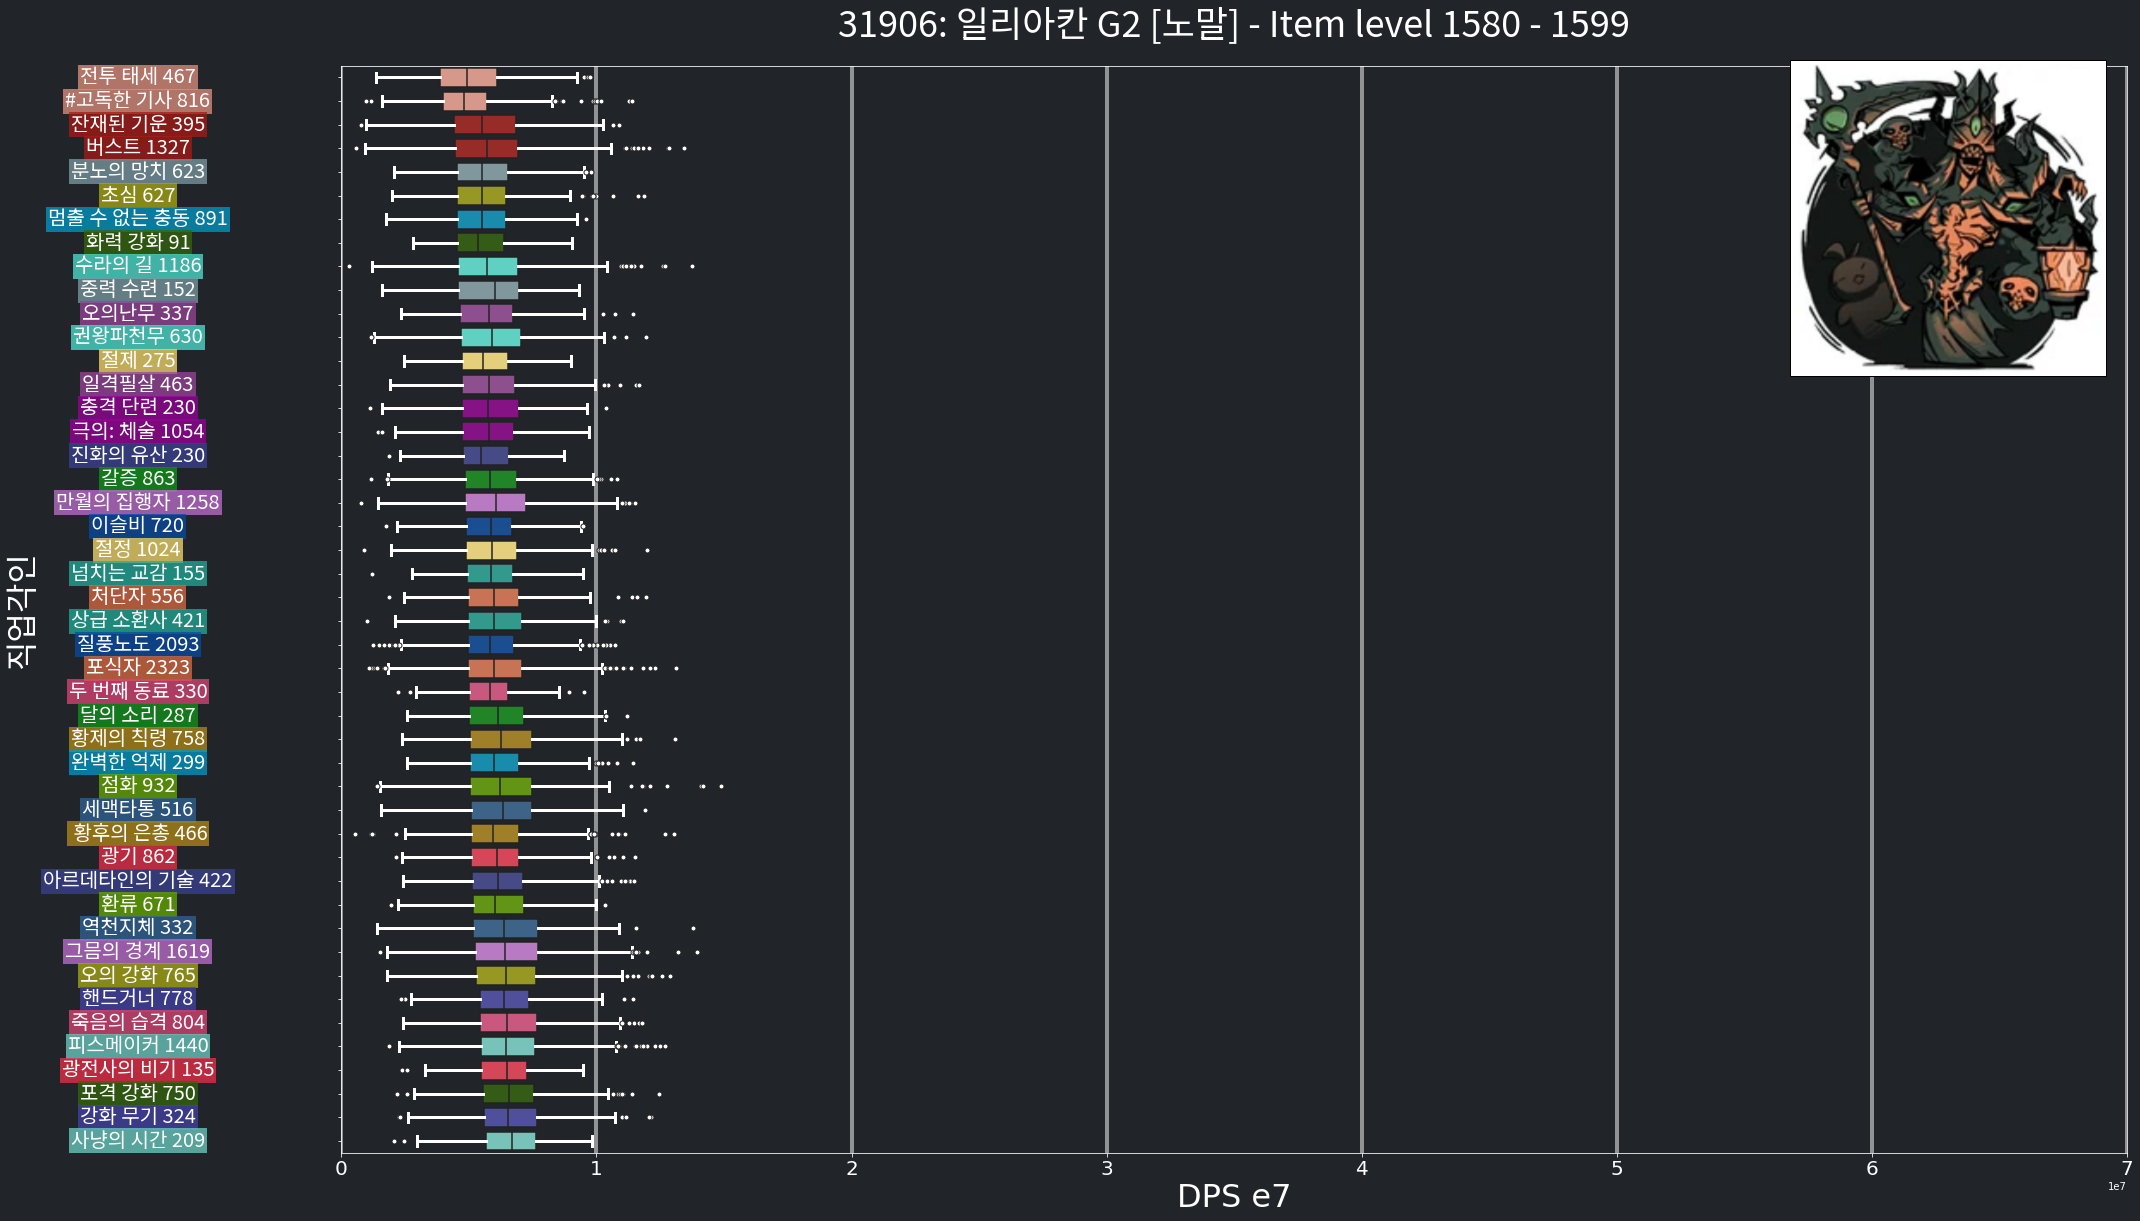 31906: 일리아칸 G2 [노말] - Item level 1580 - 1599
직업각인
전투 태세 467
#고독한 기사 816
잔재된 기운 395
버스트 1327
분노의 망치 623
초심 627
멈출 수 없는 충동 891
화력 강화 91
수라의 길 1186
중력 수련 152
오의난무 337
권왕파천무 630
절제 275
일격필살 463
충격 단련 230
극의: 체술 1054
진화의 유산 230
갈증 863
만월의 집행자 1258
이슬비 720
절정 1024
넘치는 교감 155
처단자 556
상급 소환사 421
질풍노도 2093
포식자 2323
두 번째 동료 330
달의 소리 287
황제의 칙령 758
완벽한 억제 299
점화 932
세맥타통 516
황후의 은총 466
광기 862
아르데타인의 기술 422
환류 671
역천지체 332
그믐의 경계 1619
오의 강화 765
핸드거너 778
죽음의 습격 804
피스메이커 1440
광전사의 비기 135
포격 강화 750
강화 무기 324
사냥의 시간 209
0 1 2 3 4 5 6 7
1e7
DPS e7